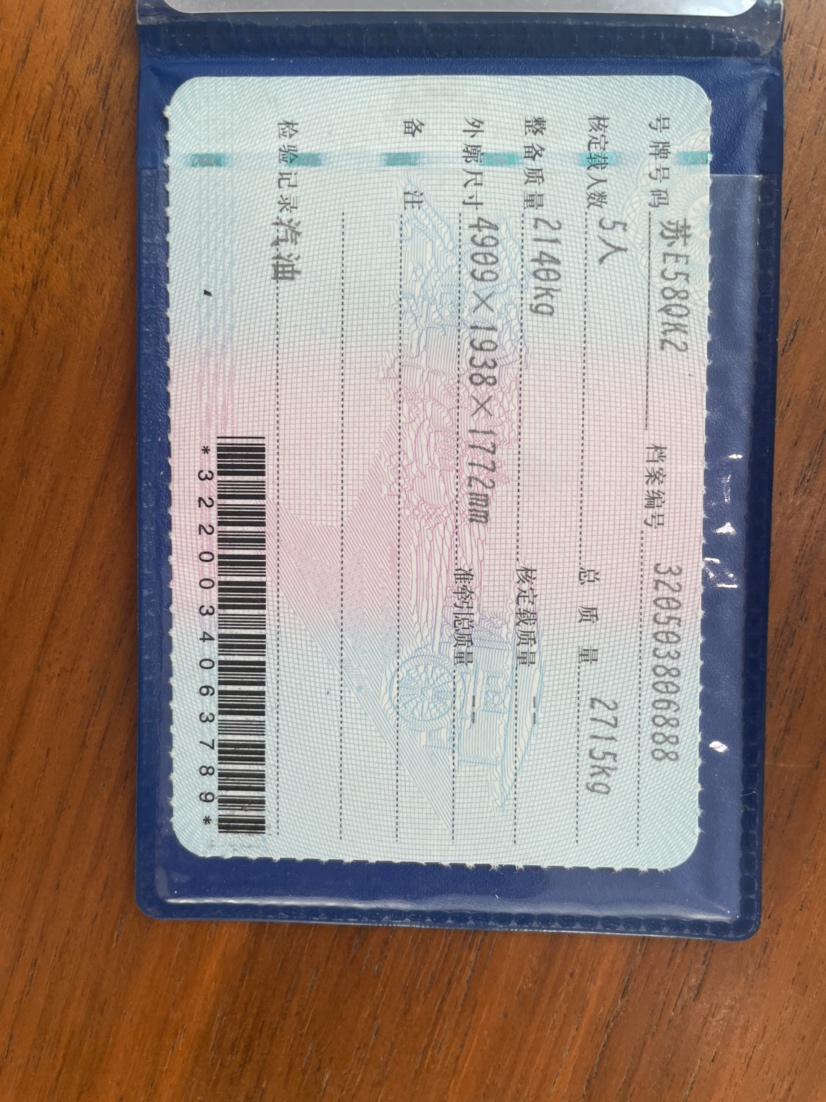 号牌号码 苏E58QK2 档案编号 320503806888
核定载人数 5人 总质量 2715kg
整备质量 2140kg 核定载质量 --
外廓尺寸 4909×1938×1772mm 准牵引总质量 --
备注
检验记录 汽油
*3220034063789*